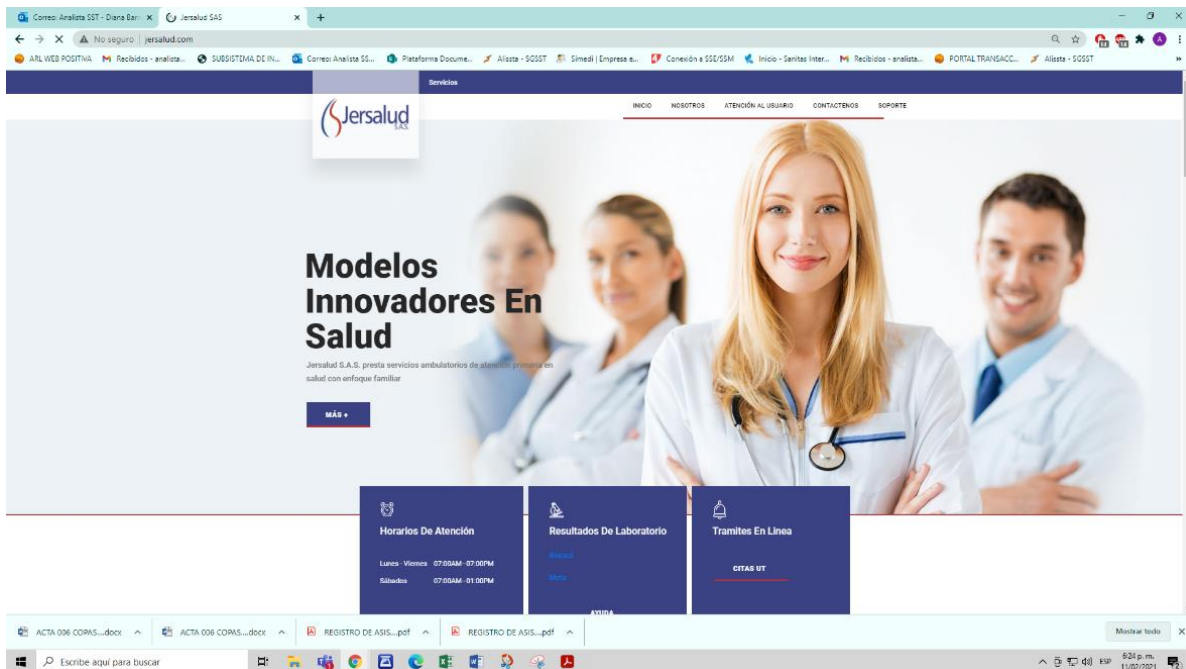 Correo: Analista SST - Diana Barr
Jersalud SAS
No seguro
jersalud.com
ARL WEB POSITIVA
Recibidos - analista...
SUBSISTEMA DE IN...
Correo: Analista SS...
Plataforma Docume...
Alissta - SGSST
Simedi | Empresa a...
Conexión a SSE/SSM
Inicio - Sanitas Inter...
Recibidos - analista...
PORTAL TRANSACC...
Alissta - SGSST
Servicios
Jersalud
S.A.S.
INICIO NOSOTROS ATENCIÓN AL USUARIO CONTACTENOS SOPORTE
Modelos
Innovadores En
Salud
Jersalud S.A.S. presta servicios ambulatorios de atención primaria en
salud con enfoque familiar
MÁS +
Horarios De Atención
Lunes - Viernes 07:00AM - 07:00PM
Sábados 07:00AM - 01:00PM
Resultados De Laboratorio
Boyacá
Meta
AYUDA
Tramites En Linea
CITAS UT
ACTA 006 COPAS....docx
ACTA 006 COPAS....docx
REGISTRO DE ASIS....pdf
REGISTRO DE ASIS....pdf
Mostrar todo
Escribe aquí para buscar
ESP
6:24 p. m.
11/02/2021